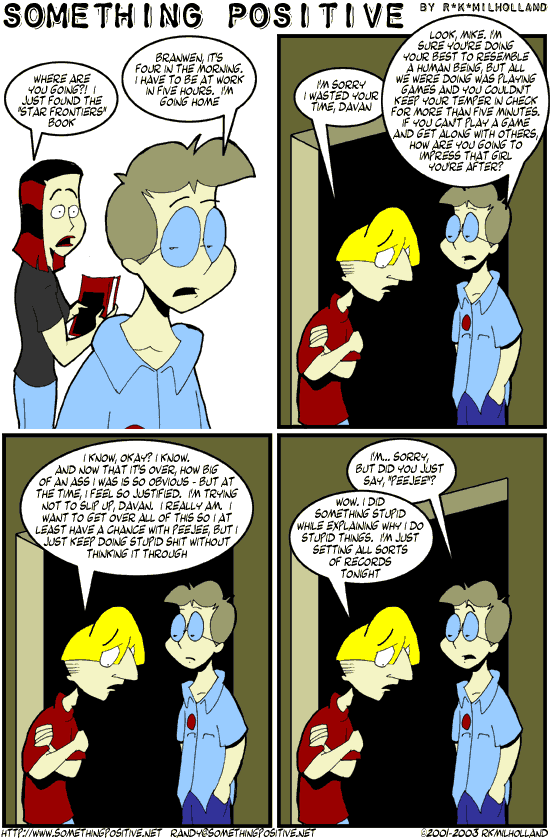 SOMETHING POSITIVE BY R*K*MILHOLLAND
WHERE ARE
YOU GOING?! I
JUST FOUND THE
"STAR FRONTIERS"
BOOK
BRANWEN, IT'S
FOUR IN THE MORNING.
I HAVE TO BE AT WORK
IN FIVE HOURS. I'M
GOING HOME
I'M SORRY
I WASTED YOUR
TIME, DAVAN
LOOK, MIKE. I'M
SURE YOU'RE DOING
YOUR BEST TO RESEMBLE
A HUMAN BEING, BUT ALL
WE WERE DOING WAS PLAYING
GAMES AND YOU COULDN'T
KEEP YOUR TEMPER IN CHECK
FOR MORE THAN FIVE MINUTES.
IF YOU CAN'T PLAY A GAME
AND GET ALONG WITH OTHERS,
HOW ARE YOU GOING TO
IMPRESS THAT GIRL
YOU'RE AFTER?
I KNOW, OKAY? I KNOW.
AND NOW THAT IT'S OVER, HOW BIG
OF AN ASS I WAS IS SO OBVIOUS - BUT AT
THE TIME, I FEEL SO JUSTIFIED. I'M TRYING
NOT TO SLIP UP, DAVAN. I REALLY AM. I
WANT TO GET OVER ALL OF THIS SO I AT
LEAST HAVE A CHANCE WITH PEEJEE, BUT I
JUST KEEP DOING STUPID SHIT WITHOUT
THINKING IT THROUGH
I'M... SORRY,
BUT DID YOU JUST
SAY, "PEEJEE"?
WOW. I DID
SOMETHING STUPID
WHILE EXPLAINING WHY I DO
STUPID THINGS. I'M JUST
SETTING ALL SORTS
OF RECORDS
TONIGHT
HTTP://WWW.SOMETHINGPOSITIVE.NET RANDY@SOMETHINGPOSITIVE.NET ©2001-2003 RKMILHOLLAND